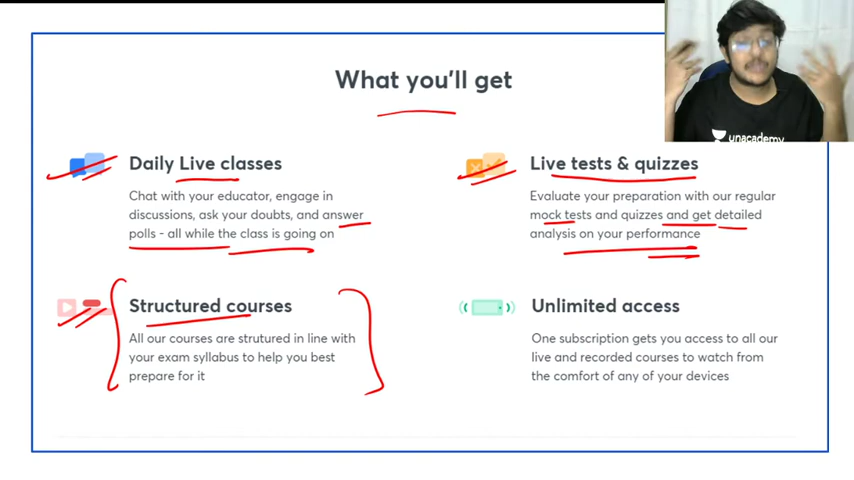 What you'll get
unacademy
Daily Live classes
Chat with your educator, engage in
discussions, ask your doubts, and answer
polls - all while the class is going on
Live tests & quizzes
Evaluate your preparation with our regular
mock tests and quizzes and get detailed
analysis on your performance
Structured courses
All our courses are strutured in line with
your exam syllabus to help you best
prepare for it
Unlimited access
One subscription gets you access to all our
live and recorded courses to watch from
the comfort of any of your devices